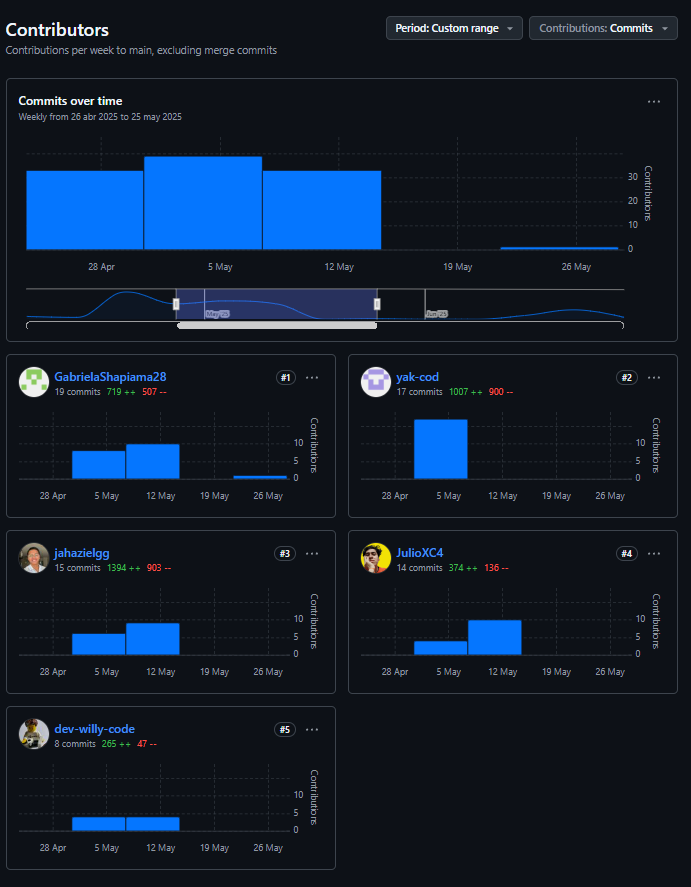 Contributors
Period: Custom range
Contributions: Commits
Contributions per week to main, excluding merge commits
Commits over time
Weekly from 26 abr 2025 to 25 may 2025
30
20
10
0
Contributions
28 Apr 5 May 12 May 19 May 26 May
May '25 Jun '25
GabrielaShapiama28 #1
19 commits 719 ++ 507 --
10
5
0
Contributions
28 Apr 5 May 12 May 19 May 26 May
yak-cod #2
17 commits 1007 ++ 900 --
10
5
0
Contributions
28 Apr 5 May 12 May 19 May 26 May
jahazielgg #3
15 commits 1394 ++ 903 --
10
5
0
Contributions
28 Apr 5 May 12 May 19 May 26 May
JulioXC4 #4
14 commits 374 ++ 136 --
10
5
0
Contributions
28 Apr 5 May 12 May 19 May 26 May
dev-willy-code #5
8 commits 265 ++ 47 --
10
5
0
Contributions
28 Apr 5 May 12 May 19 May 26 May